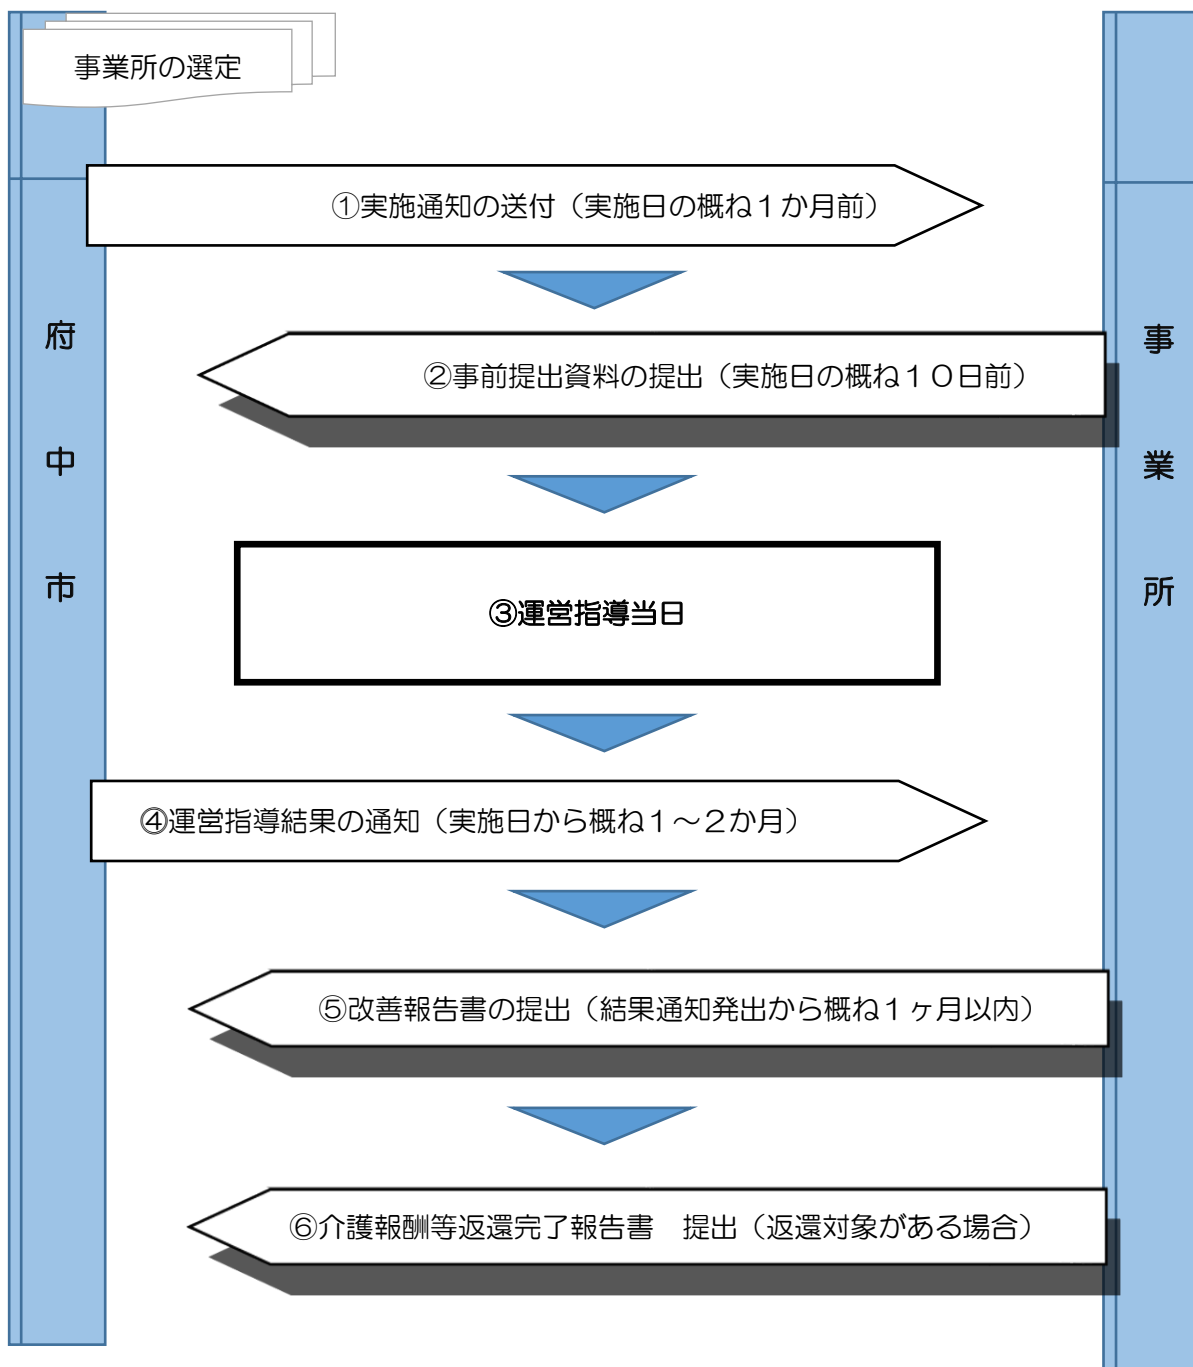 事業所の選定
①実施通知の送付（実施日の概ね１か月前）
府中市
事業所
②事前提出資料の提出（実施日の概ね１０日前）
③運営指導当日
④運営指導結果の通知（実施日から概ね１～２か月）
⑤改善報告書の提出（結果通知発出から概ね１ヶ月以内）
⑥介護報酬等返還完了報告書　提出（返還対象がある場合）